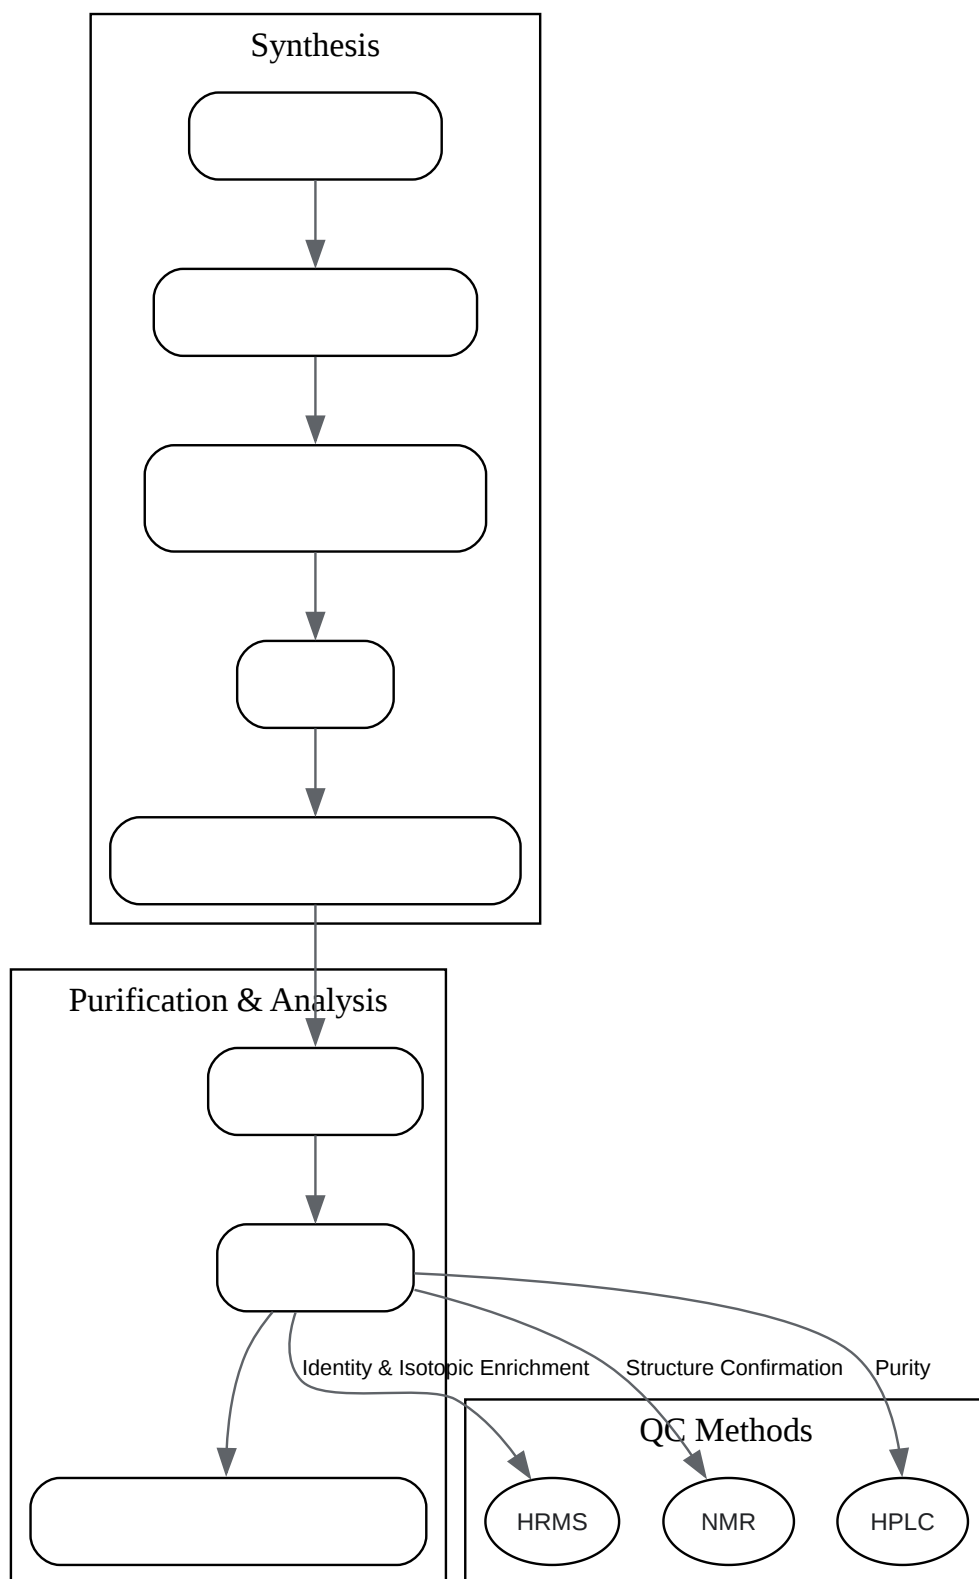 Synthesis
Purification & Analysis
Identity & Isotopic Enrichment
Structure Confirmation
Purity
QC Methods
HRMS
NMR
HPLC